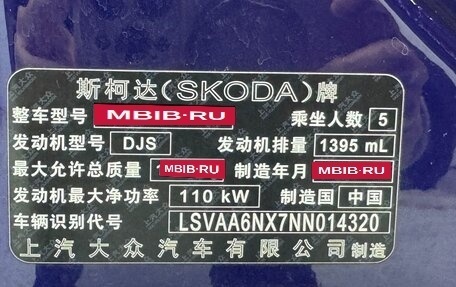 斯柯达(SKODA)牌
整车型号 MBIB·RU 乘坐人数 5
发动机型号 DJS 发动机排量 1395 mL
最大允许总质量 MBIB·RU 制造年月 MBIB·RU
发动机最大净功率 110 kW 制造国 中国
车辆识别代号 LSVAA6NX7NN014320
上汽大众汽车有限公司制造